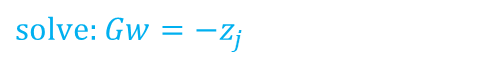 solve: Gw = −z_j